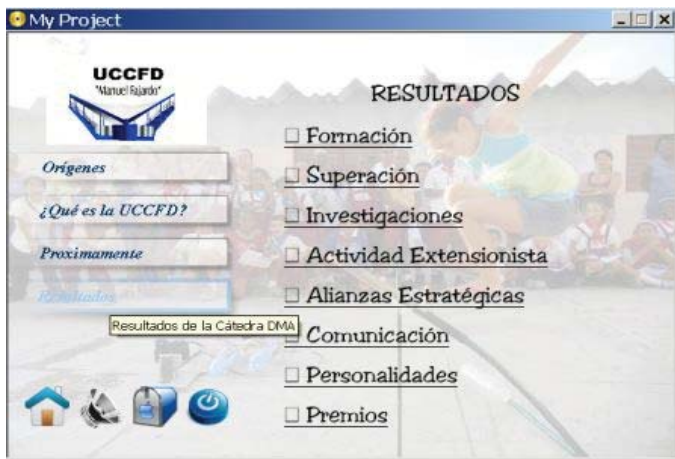 My Project
UCCFD
"Manuel Fajardo"
Orígenes
¿Qué es la UCCFD?
Proximamente
Resultados
Resultados de la Cátedra DMA
RESULTADOS
Formación
Superación
Investigaciones
Actividad Extensionista
Alianzas Estratégicas
Comunicación
Personalidades
Premios